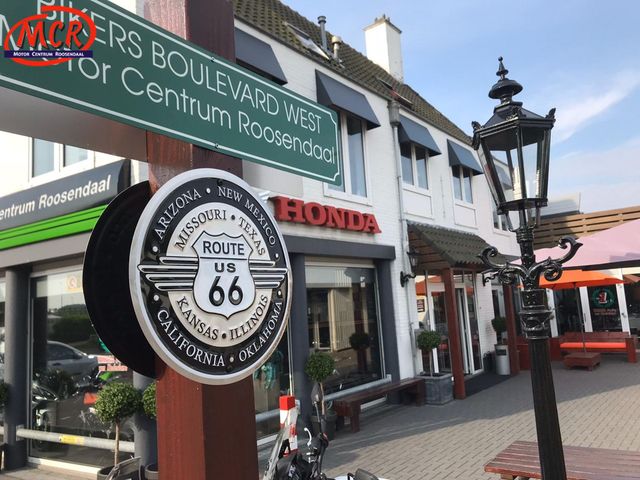 MCR
MOTOR CENTRUM ROOSENDAAL
BIKERS BOULEVARD WEST
Motor Centrum Roosendaal
entrum Roosendaal
HONDA
ARIZONA • NEW MEXICO
MISSOURI • TEXAS
ROUTE
US
66
KANSAS • ILLINOIS
CALIFORNIA • OKLAHOMA